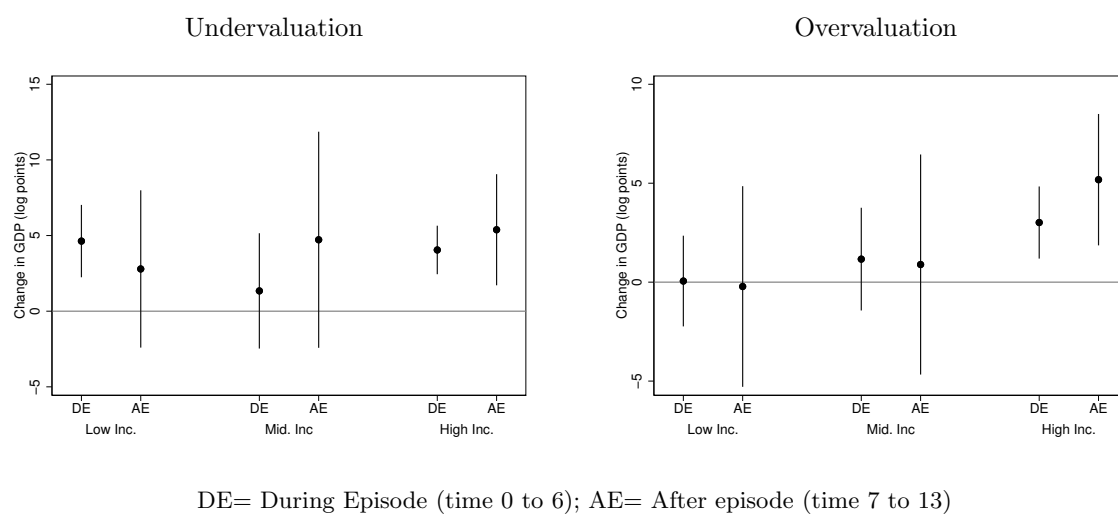 Undervaluation
Change in GDP (log points)
15
10
5
0
−5
DE AE DE AE DE AE
Low Inc. Mid. Inc High Inc.
Overvaluation
Change in GDP (log points)
10
5
0
−5
DE AE DE AE DE AE
Low Inc. Mid. Inc High Inc.
DE= During Episode (time 0 to 6); AE= After episode (time 7 to 13)